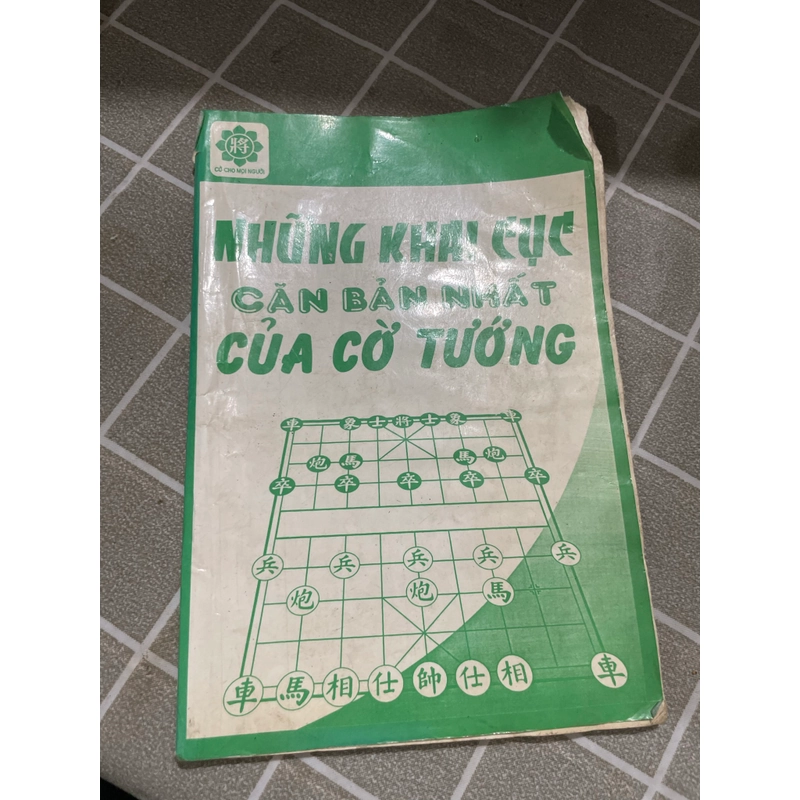 將
CỜ CHO MỌI NGƯỜI
NHỮNG KHAI CUỘC
CĂN BẢN NHẤT
CỦA CỜ TƯỚNG
車 象 士 將 士 象 車
炮 馬 馬 炮
卒 卒 卒 卒 卒
兵 兵 兵 兵 兵
炮 炮 馬
車 馬 相 仕 帥 仕 相 車